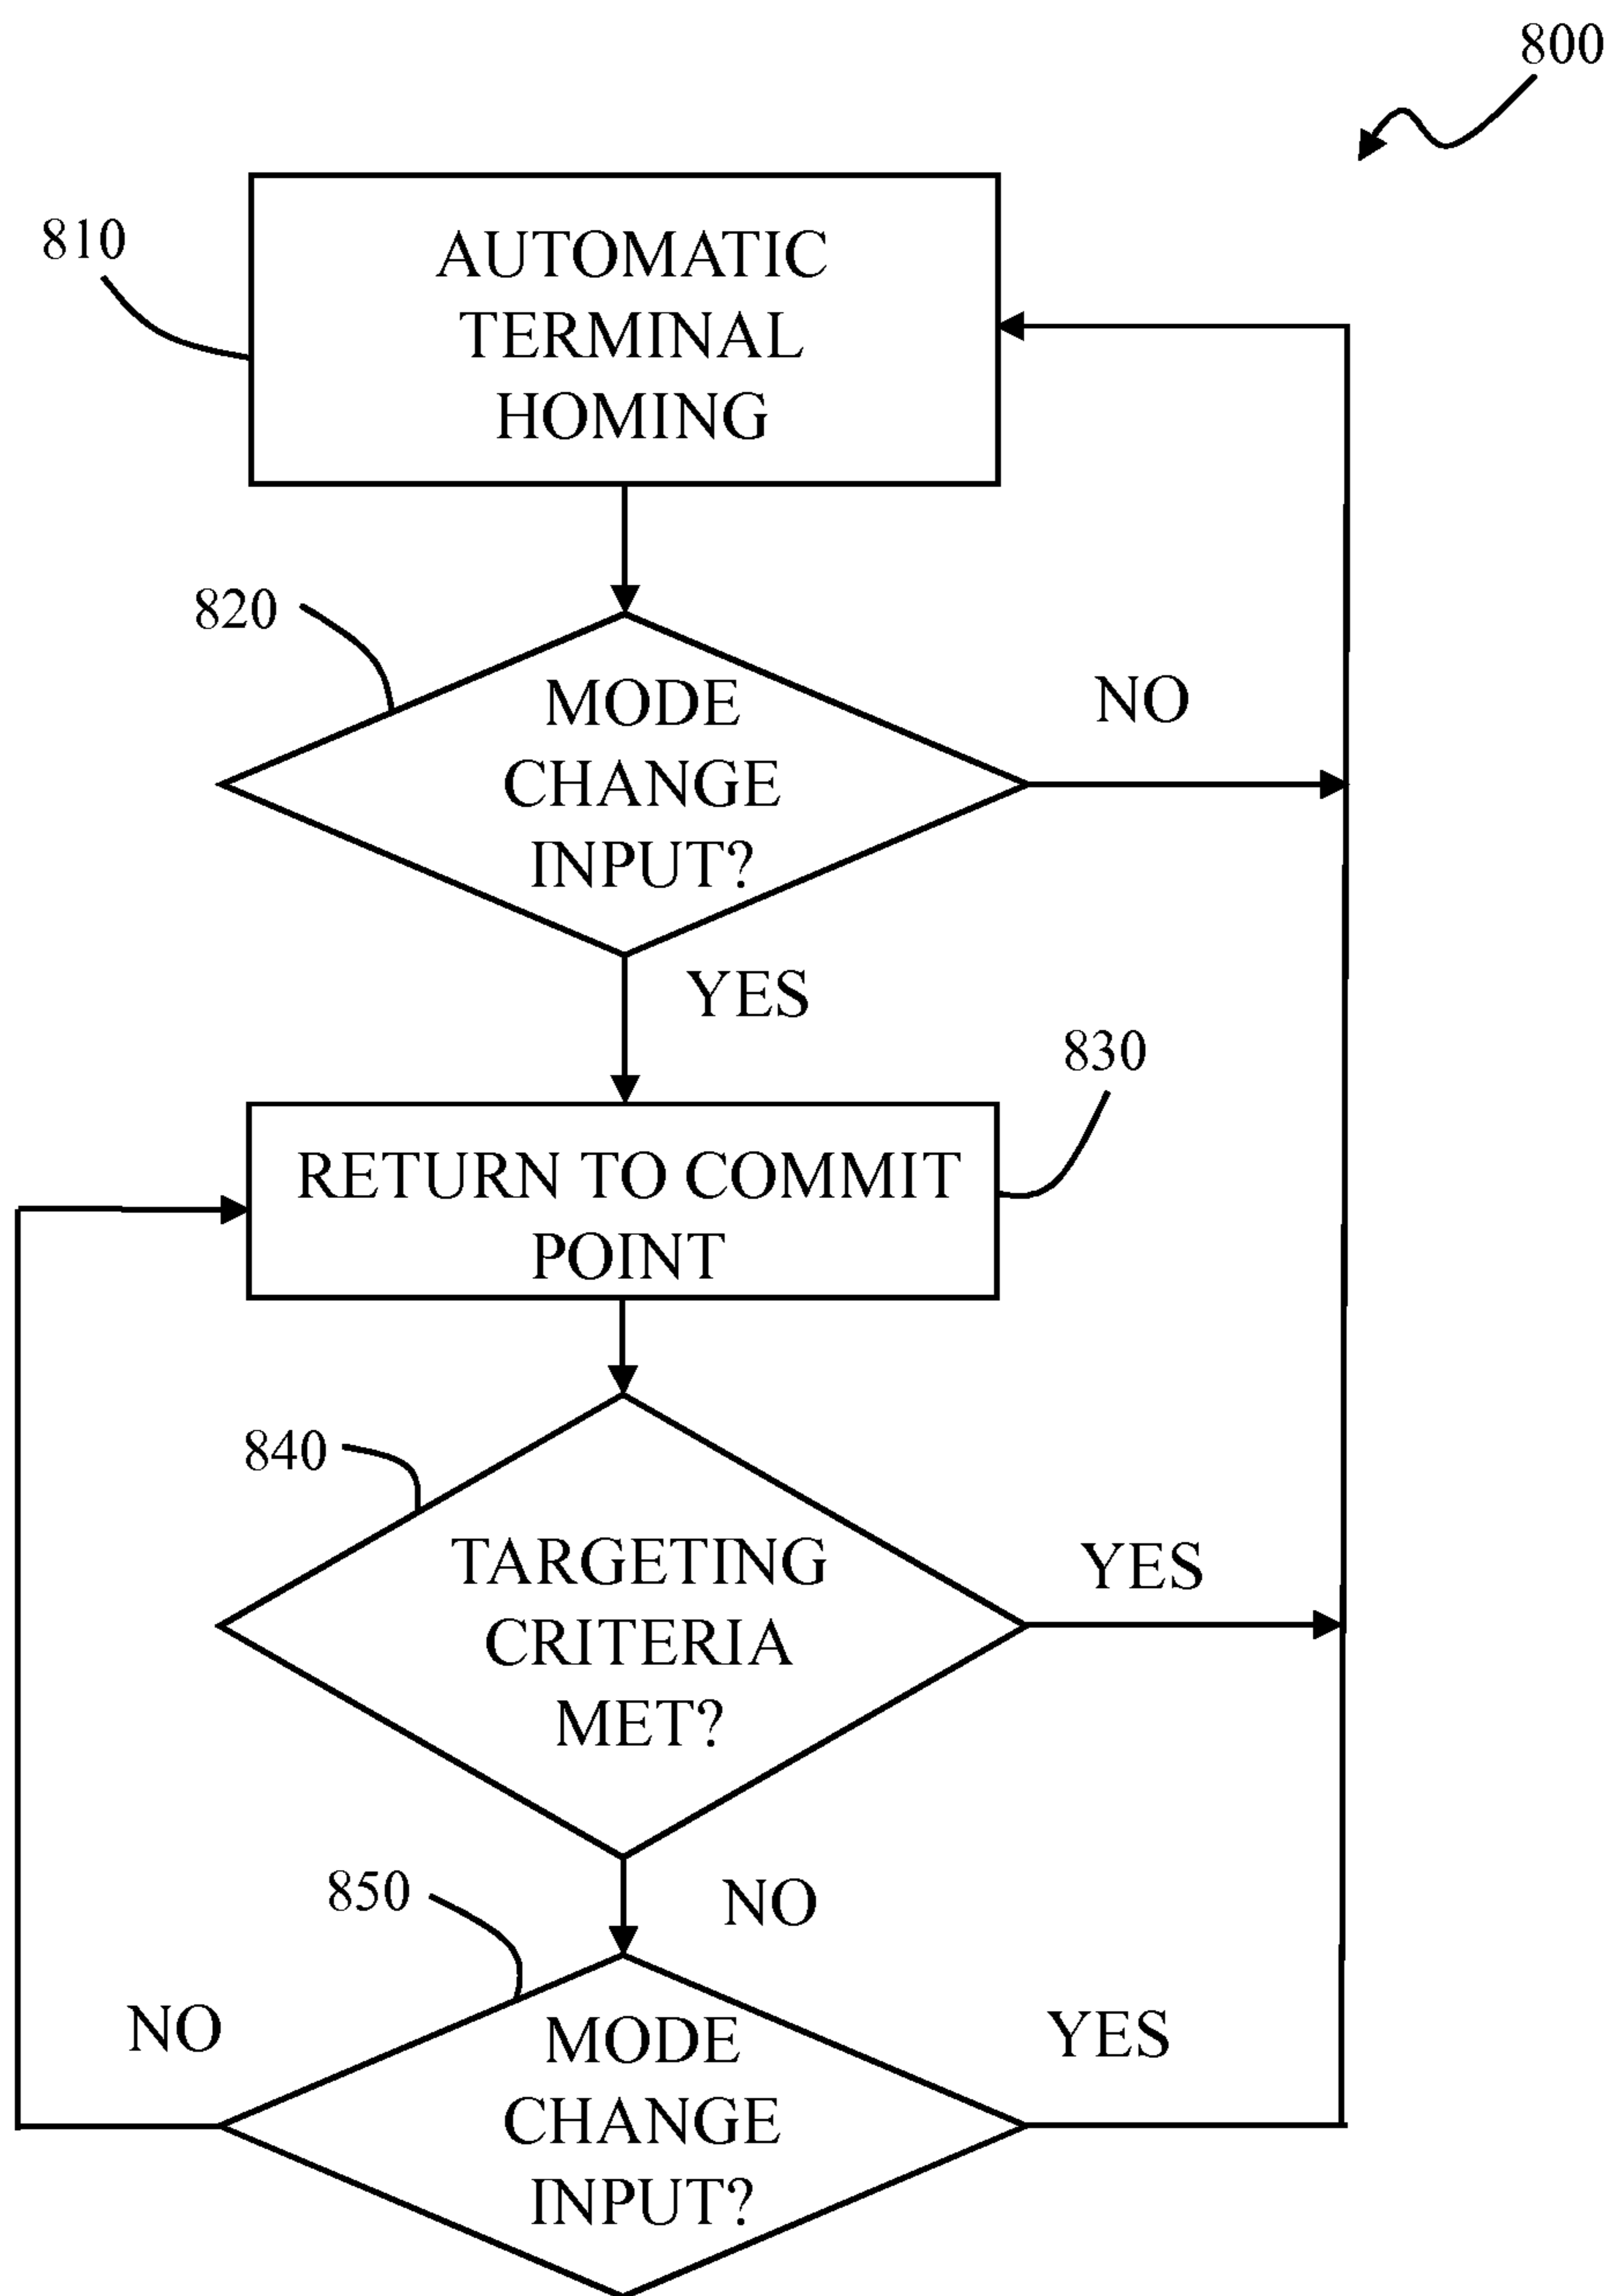 800
810
AUTOMATIC
TERMINAL
HOMING
820
MODE
CHANGE
INPUT?
NO
YES
830
RETURN TO COMMIT
POINT
840
TARGETING
CRITERIA
MET?
YES
850
NO
NO
MODE
CHANGE
INPUT?
YES